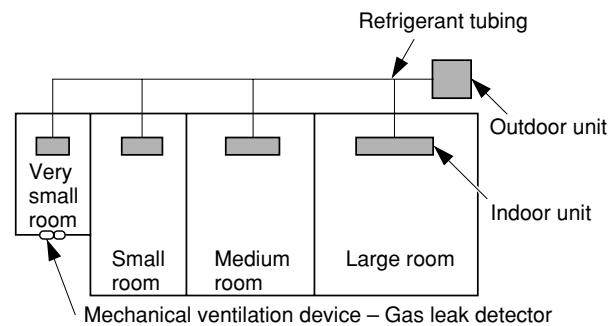 Refrigerant tubing
Outdoor unit
Very
small
room
Indoor unit
Small
room
Medium
room
Large room
Mechanical ventilation device – Gas leak detector